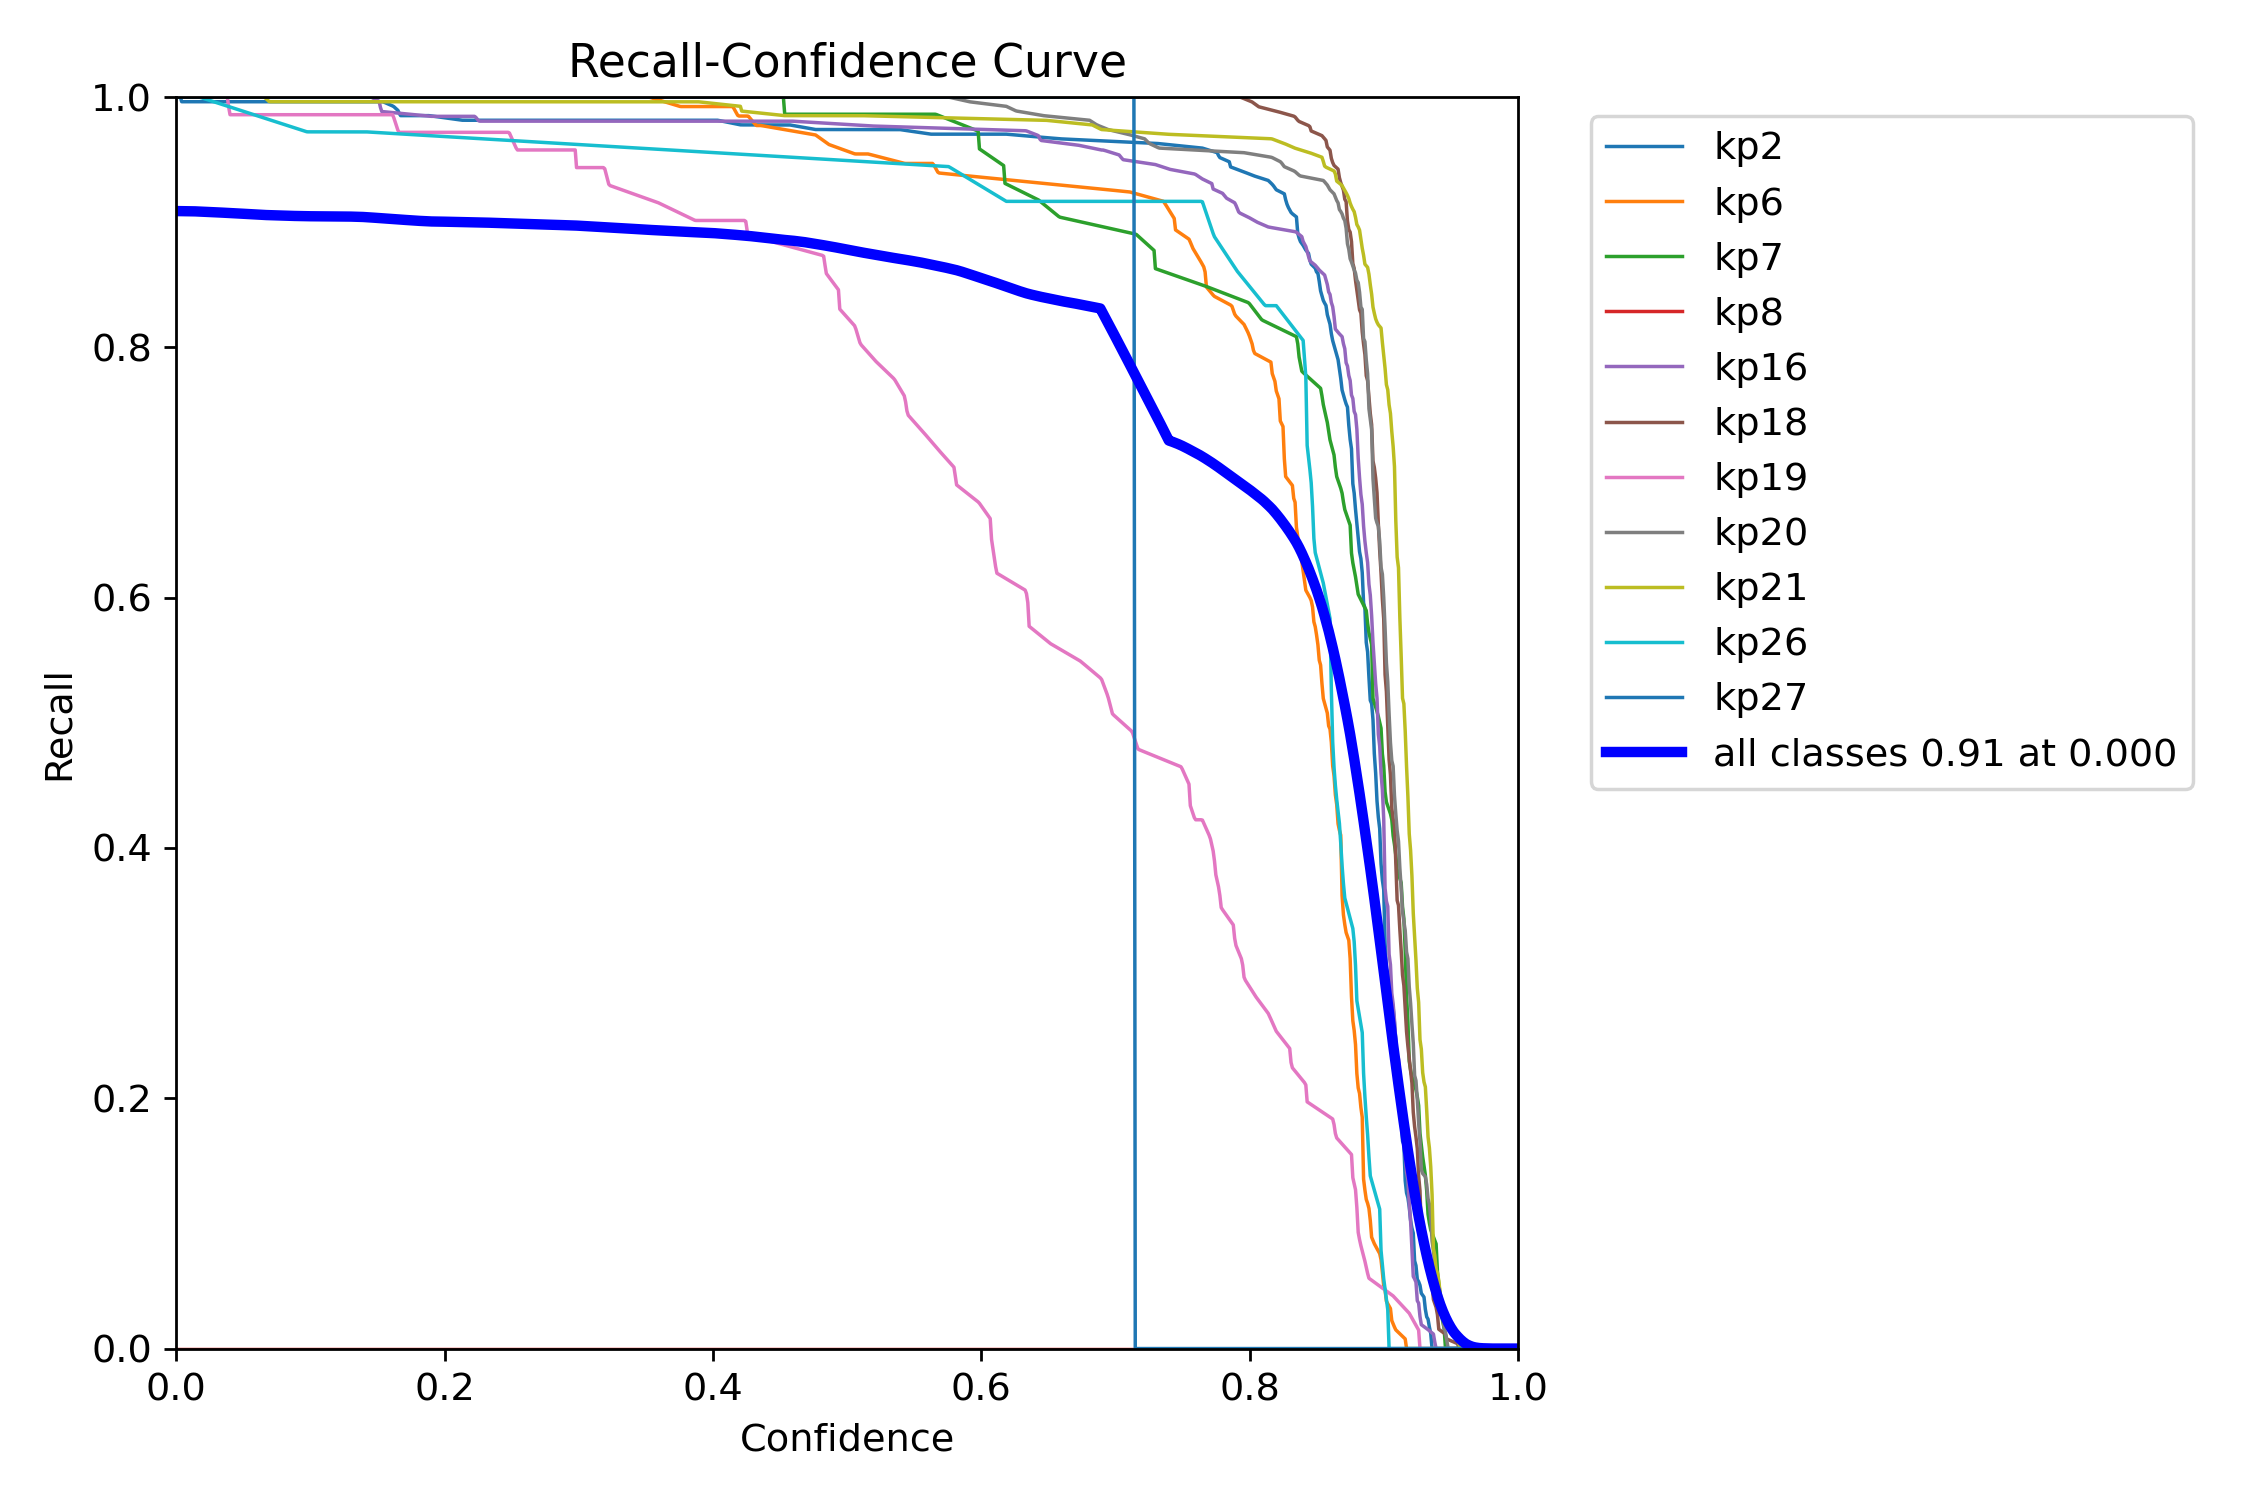 Recall-Confidence Curve
1.0
0.8
0.6
0.4
0.2
0.0
Recall
0.0 0.2 0.4 0.6 0.8 1.0
Confidence
kp2
kp6
kp7
kp8
kp16
kp18
kp19
kp20
kp21
kp26
kp27
all classes 0.91 at 0.000